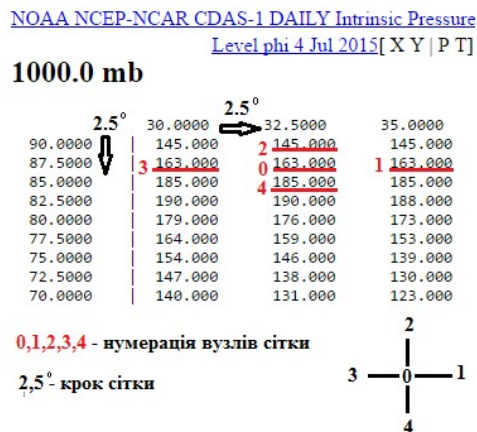 NOAA NCEP-NCAR CDAS-1 DAILY Intrinsic Pressure
Level phi 4 Jul 2015[ X Y | P T]
1000.0 mb
2.5°
2.5° 30.0000 32.5000 35.0000
90.0000 | 145.000 2 145.000 145.000
87.5000 | 3 163.000 0 163.000 1 163.000
85.0000 | 185.000 4 185.000 185.000
82.5000 | 190.000 190.000 188.000
80.0000 | 179.000 176.000 173.000
77.5000 | 164.000 159.000 153.000
75.0000 | 154.000 146.000 139.000
72.5000 | 147.000 138.000 130.000
70.0000 | 140.000 131.000 123.000
0,1,2,3,4 - нумерація вузлів сітки
2,5°- крок сітки
2
3 0 1
4